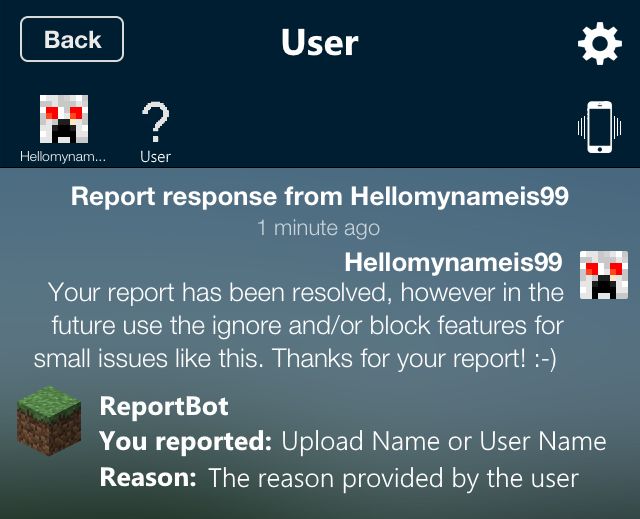 Back
User
Hellomynam...
User
Report response from Hellomynameis99
1 minute ago
Hellomynameis99
Your report has been resolved, however in the
future use the ignore and/or block features for
small issues like this. Thanks for your report! :-)
ReportBot
You reported: Upload Name or User Name
Reason: The reason provided by the user